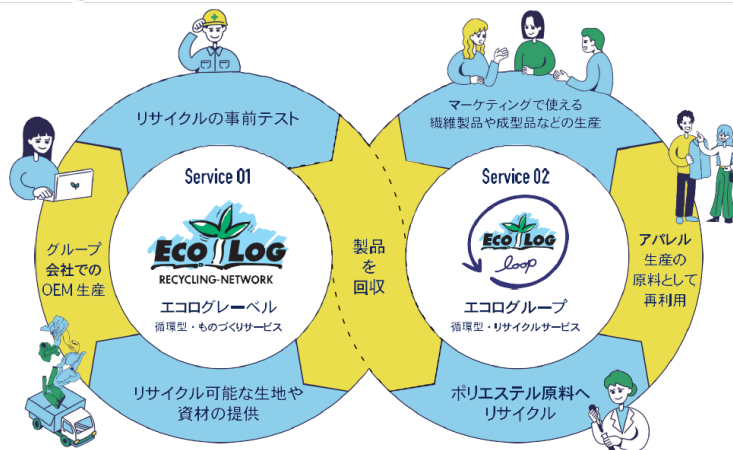 リサイクルの事前テスト
マーケティングで使える
繊維製品や成型品などの生産
Service 01
ECO LOG
RECYCLING-NETWORK
エコログレーベル
循環型・ものづくりサービス
グループ
会社での
OEM 生産
リサイクル可能な生地や
資材の提供
製品
を
回収
Service 02
ECO LOG
loop
エコログループ
循環型・リサイクルサービス
アパレル
生産の
原料として
再利用
ポリエステル原料へ
リサイクル